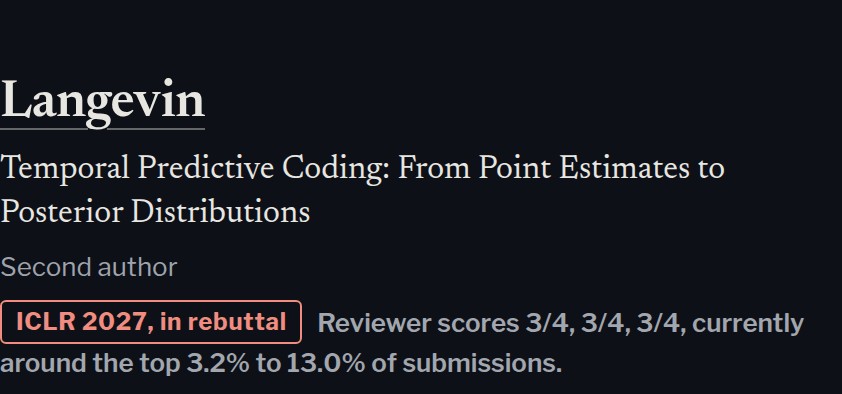 Langevin
Temporal Predictive Coding: From Point Estimates to
Posterior Distributions
Second author
ICLR 2027, in rebuttal Reviewer scores 3/4, 3/4, 3/4, currently
around the top 3.2% to 13.0% of submissions.